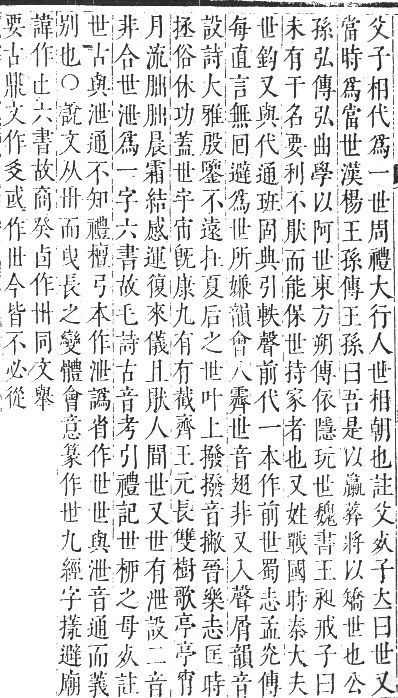 父子相代爲一世周禮大行人世相朝也註父𣦸子立曰世又
當時爲當世漢楊王孫傳王孫曰吾是以臝葬將以矯世也公
孫弘傳弘曲學以阿世東方朔傳依隱玩世魏書王昶戒子曰
未有干名要利不猒而能保世持家者也又姓戰國時秦大夫
世鈞又與代通班固典引軼聲前代一本作前世蜀志孟光傳
每直言無回避爲世所嫌韻會八霽世音翅非又入聲屑韻音
設詩大雅殷鑒不遠在夏后之世叶上撥撥音撇晉樂志匡時
拯俗休功蓋世宇宙旣康九有有截齊王元長雙樹歌亭亭宵
月流朏朏晨霜結感運復來儀且猒人間世又世有泄設二音
非合世泄爲一字六書故毛詩古音考引禮記世柳之母𣦸註
世古與泄通不知禮檀弓本作泄譌省作世世與泄音通而義
別也○說文从卅而曳長之變㯶會意篆作世九經字㨾避廟
諱作丗六書故商癸卣作丗同文舉
要古鼎文作㕛或作世今皆不必從